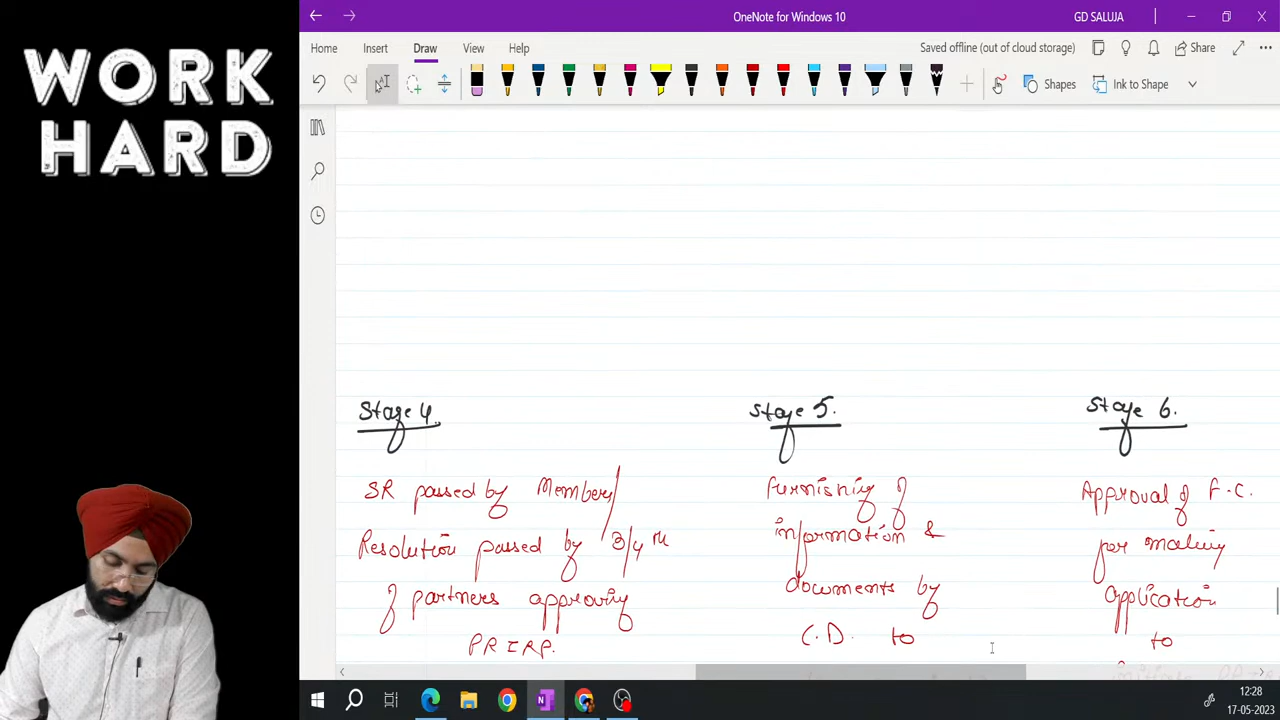 WORK
HARD
OneNote for Windows 10
GD SALUJA
Home Insert Draw View Help
Saved offline (out of cloud storage)
Share
Shapes
Ink to Shape
Stage 4.
SR passed by Members/
Resolution passed by 3/4 th
of partners approving
PRIRP.
Stage 5.
Furnishing of
information &
documents by
C.D. to
Stage 6.
Approval of F.C.
for making
application
to
12:28
17-05-2023